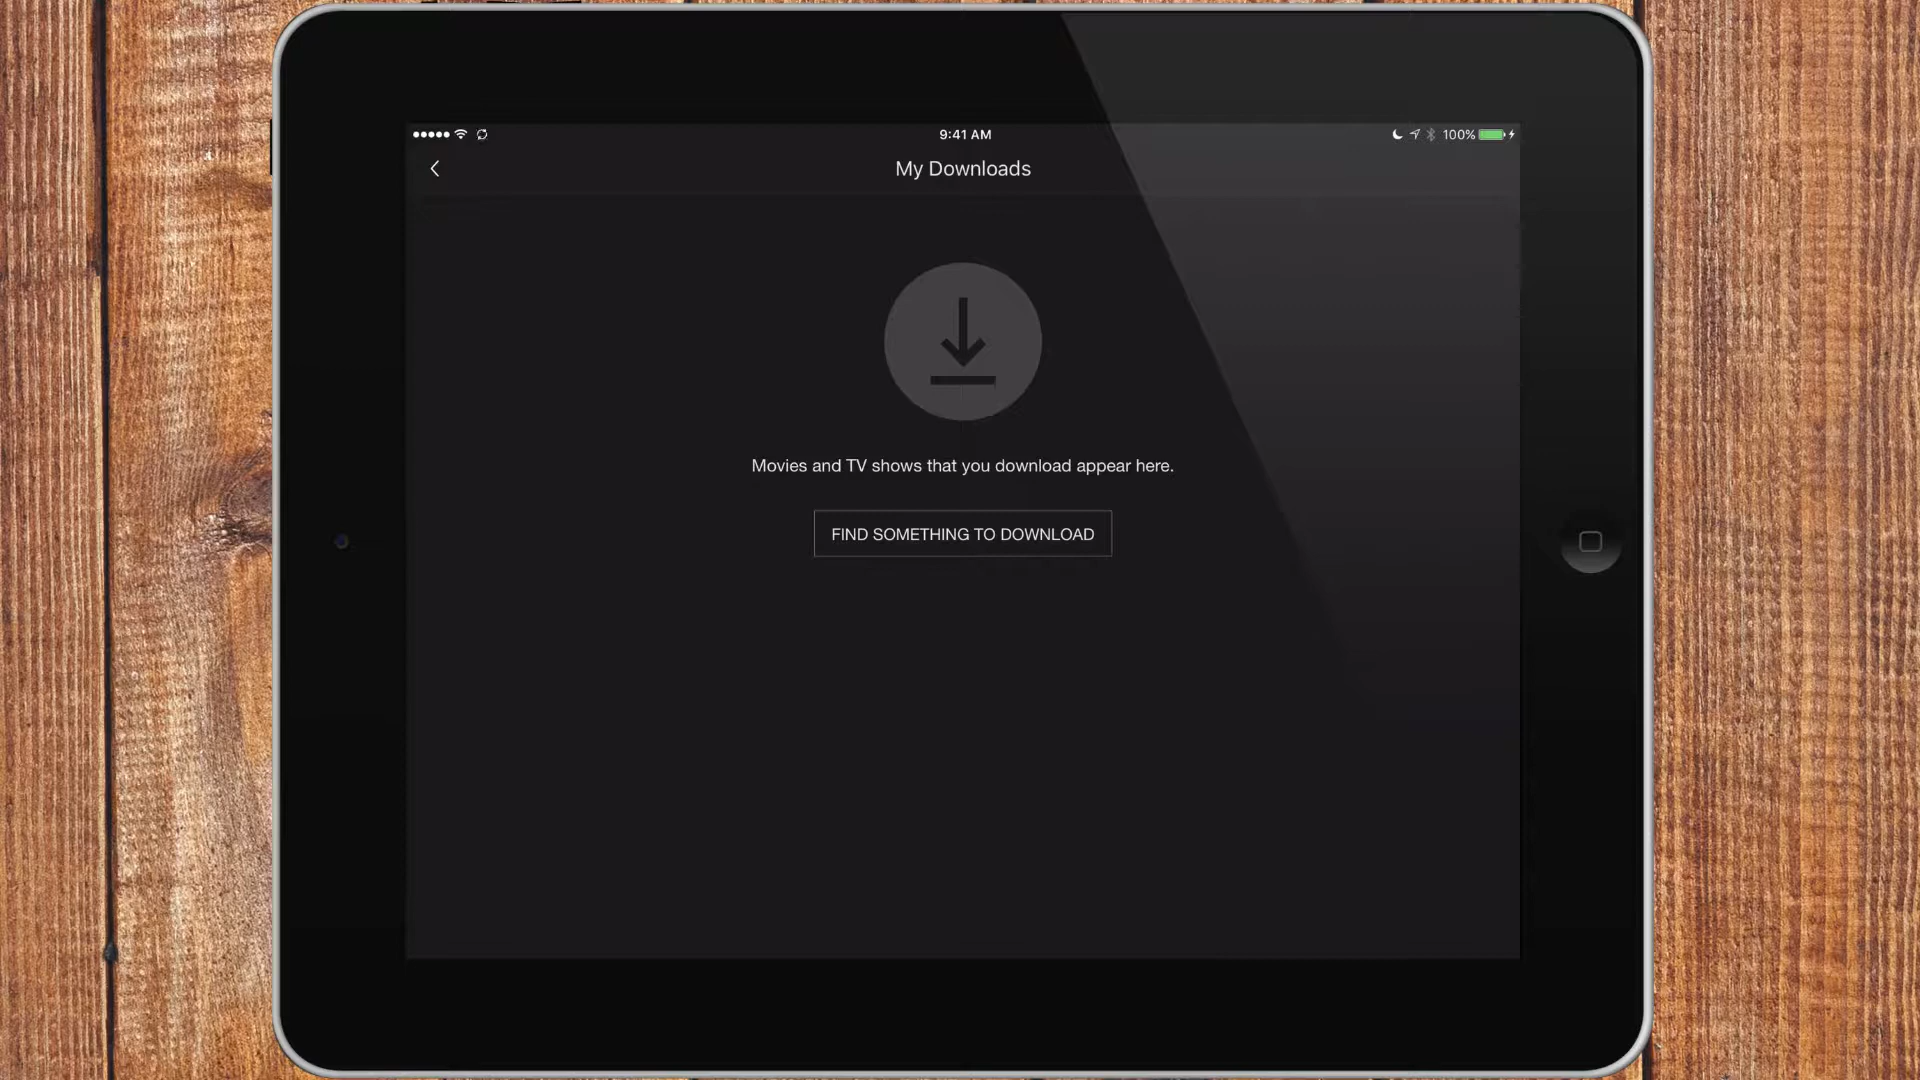 9:41 AM
100%
My Downloads
Movies and TV shows that you download appear here.
FIND SOMETHING TO DOWNLOAD